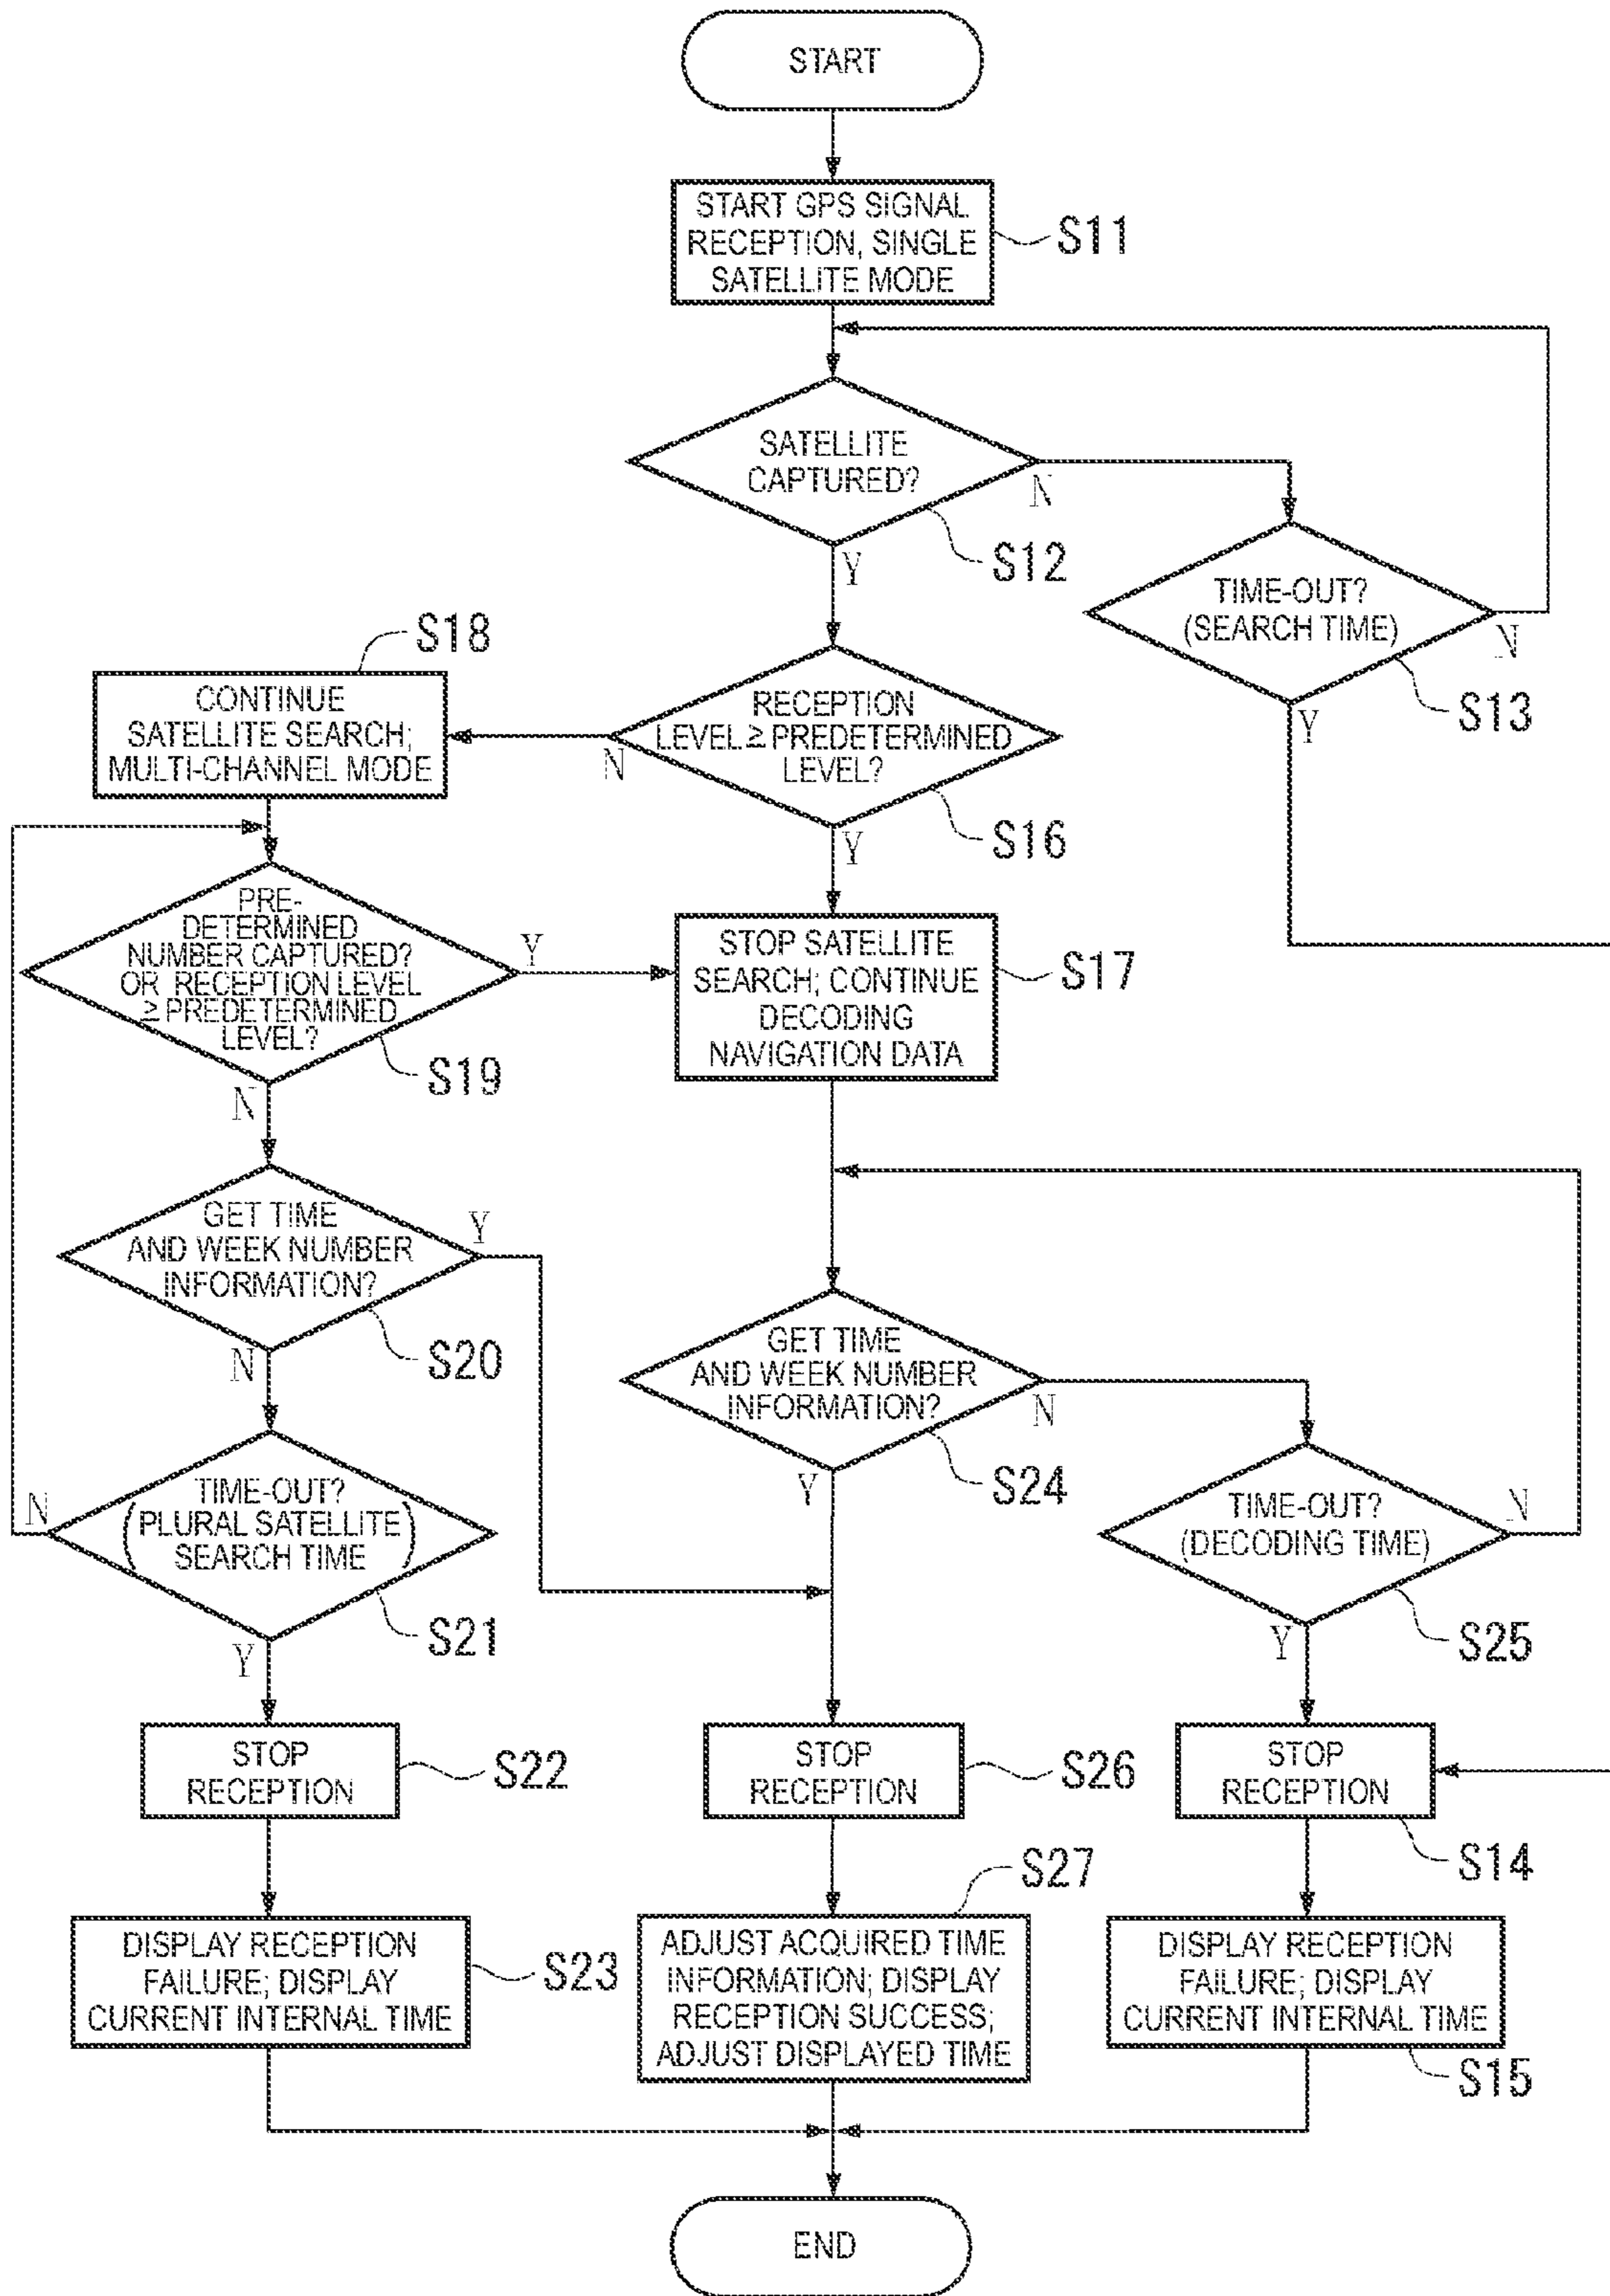 START
START GPS SIGNAL
RECEPTION, SINGLE
SATELLITE MODE
S11
SATELLITE
CAPTURED?
N
S12
Y
TIME-OUT?
(SEARCH TIME)
N
S13
Y
S18
CONTINUE
SATELLITE SEARCH;
MULTI-CHANNEL MODE
RECEPTION
LEVEL ≥ PREDETERMINED
LEVEL?
N
S16
Y
PRE-
DETERMINED
NUMBER CAPTURED?
OR RECEPTION LEVEL
≥ PREDETERMINED
LEVEL?
Y
S19
N
STOP SATELLITE
SEARCH; CONTINUE
DECODING
NAVIGATION DATA
S17
GET TIME
AND WEEK NUMBER
INFORMATION?
Y
S20
N
GET TIME
AND WEEK NUMBER
INFORMATION?
N
S24
Y
TIME-OUT?
(PLURAL SATELLITE)
SEARCH TIME
N
S21
Y
TIME-OUT?
(DECODING TIME)
N
S25
Y
STOP
RECEPTION
S22
STOP
RECEPTION
S26
STOP
RECEPTION
S14
DISPLAY RECEPTION
FAILURE; DISPLAY
CURRENT INTERNAL TIME
S23
S27
ADJUST ACQUIRED TIME
INFORMATION; DISPLAY
RECEPTION SUCCESS;
ADJUST DISPLAYED TIME
DISPLAY RECEPTION
FAILURE; DISPLAY
CURRENT INTERNAL TIME
S15
END